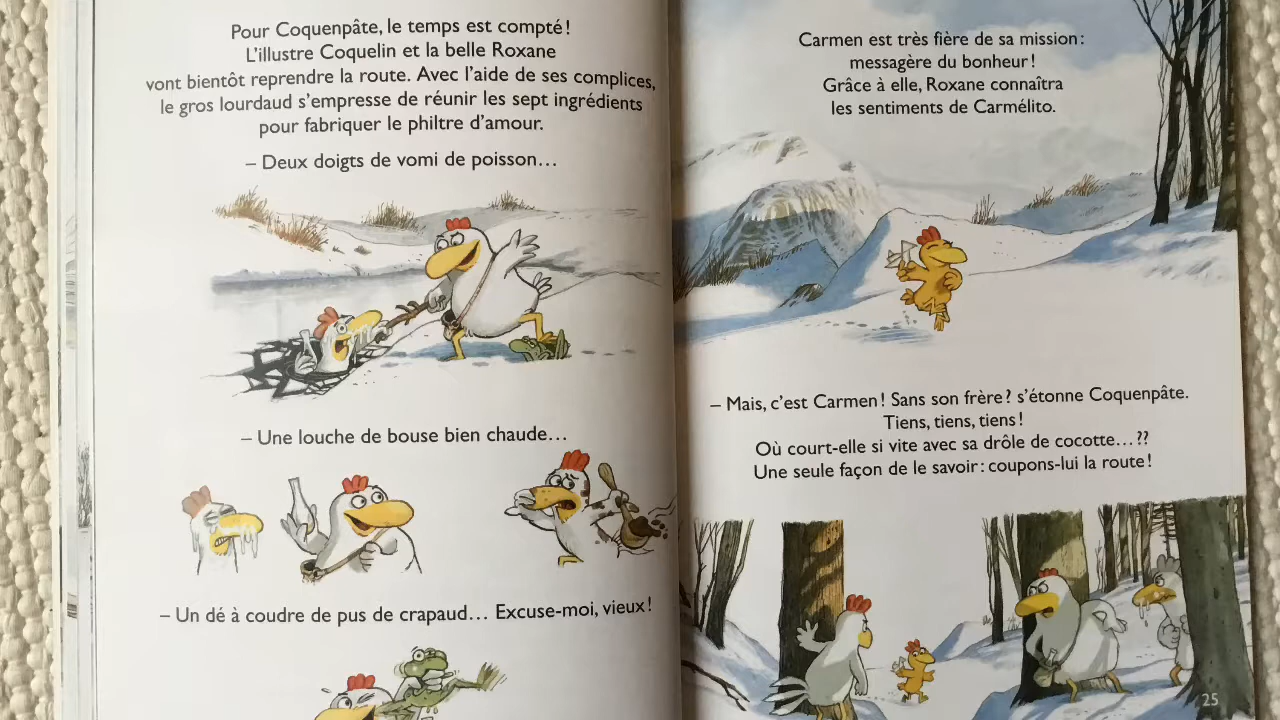 Pour Coquenpâte, le temps est compté !
L'illustre Coquelin et la belle Roxane
vont bientôt reprendre la route. Avec l'aide de ses complices,
le gros lourdaud s'empresse de réunir les sept ingrédients
pour fabriquer le philtre d'amour.
– Deux doigts de vomi de poisson…
– Une louche de bouse bien chaude…
– Un dé à coudre de pus de crapaud… Excuse-moi, vieux !
Carmen est très fière de sa mission :
messagère du bonheur !
Grâce à elle, Roxane connaîtra
les sentiments de Carmélito.
– Mais, c'est Carmen ! Sans son frère ? s'étonne Coquenpâte.
Tiens, tiens, tiens !
Où court-elle si vite avec sa drôle de cocotte… ??
Une seule façon de le savoir : coupons-lui la route !
25